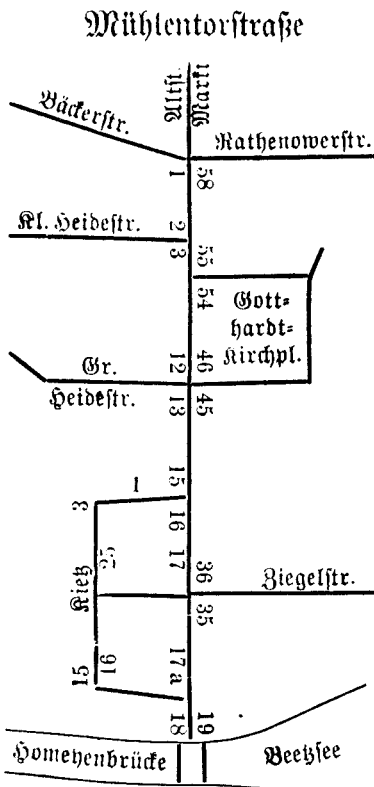 Mühlentorſtraße
Altſt.
Markt
Bäckerſtr.
Rathenowerſtr.
1
58
Kl. Heideſtr.
2
3
55
54
Gott=
hardt=
Kirchpl.
Gr.
Heideſtr.
12
46
13
45
1
15
3
16
25
17
36
Kietz
Ziegelſtr.
35
15
16
17a
18
19
Homeyenbrücke
Beetzſee